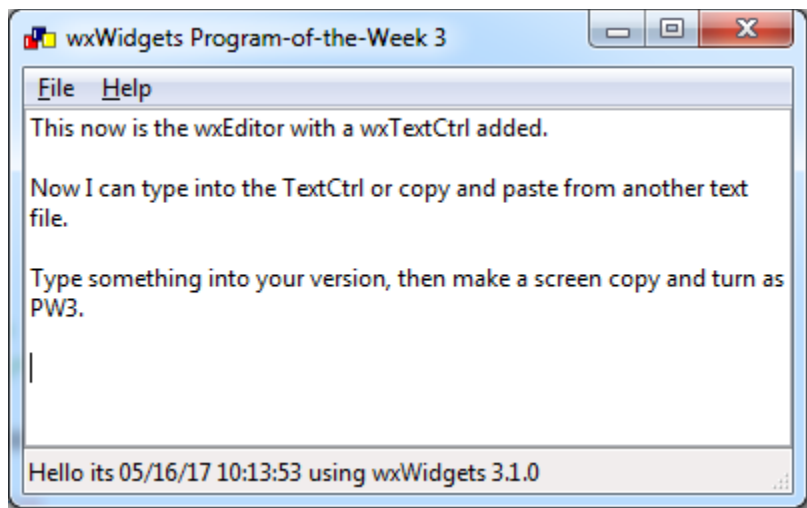 wxWidgets Program-of-the-Week 3
File Help
This now is the wxEditor with a wxTextCtrl added.
Now I can type into the TextCtrl or copy and paste from another text
file.
Type something into your version, then make a screen copy and turn as
PW3.
Hello its 05/16/17 10:13:53 using wxWidgets 3.1.0